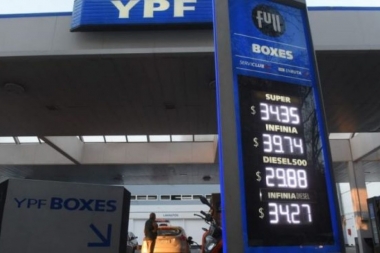 YPF
full
BOXES
SUPER
$ 34.35
INFINIA
$ 39.74
DIESEL500
$ 29.88
INFINIA DIESEL
$ 34.27
YPF BOXES